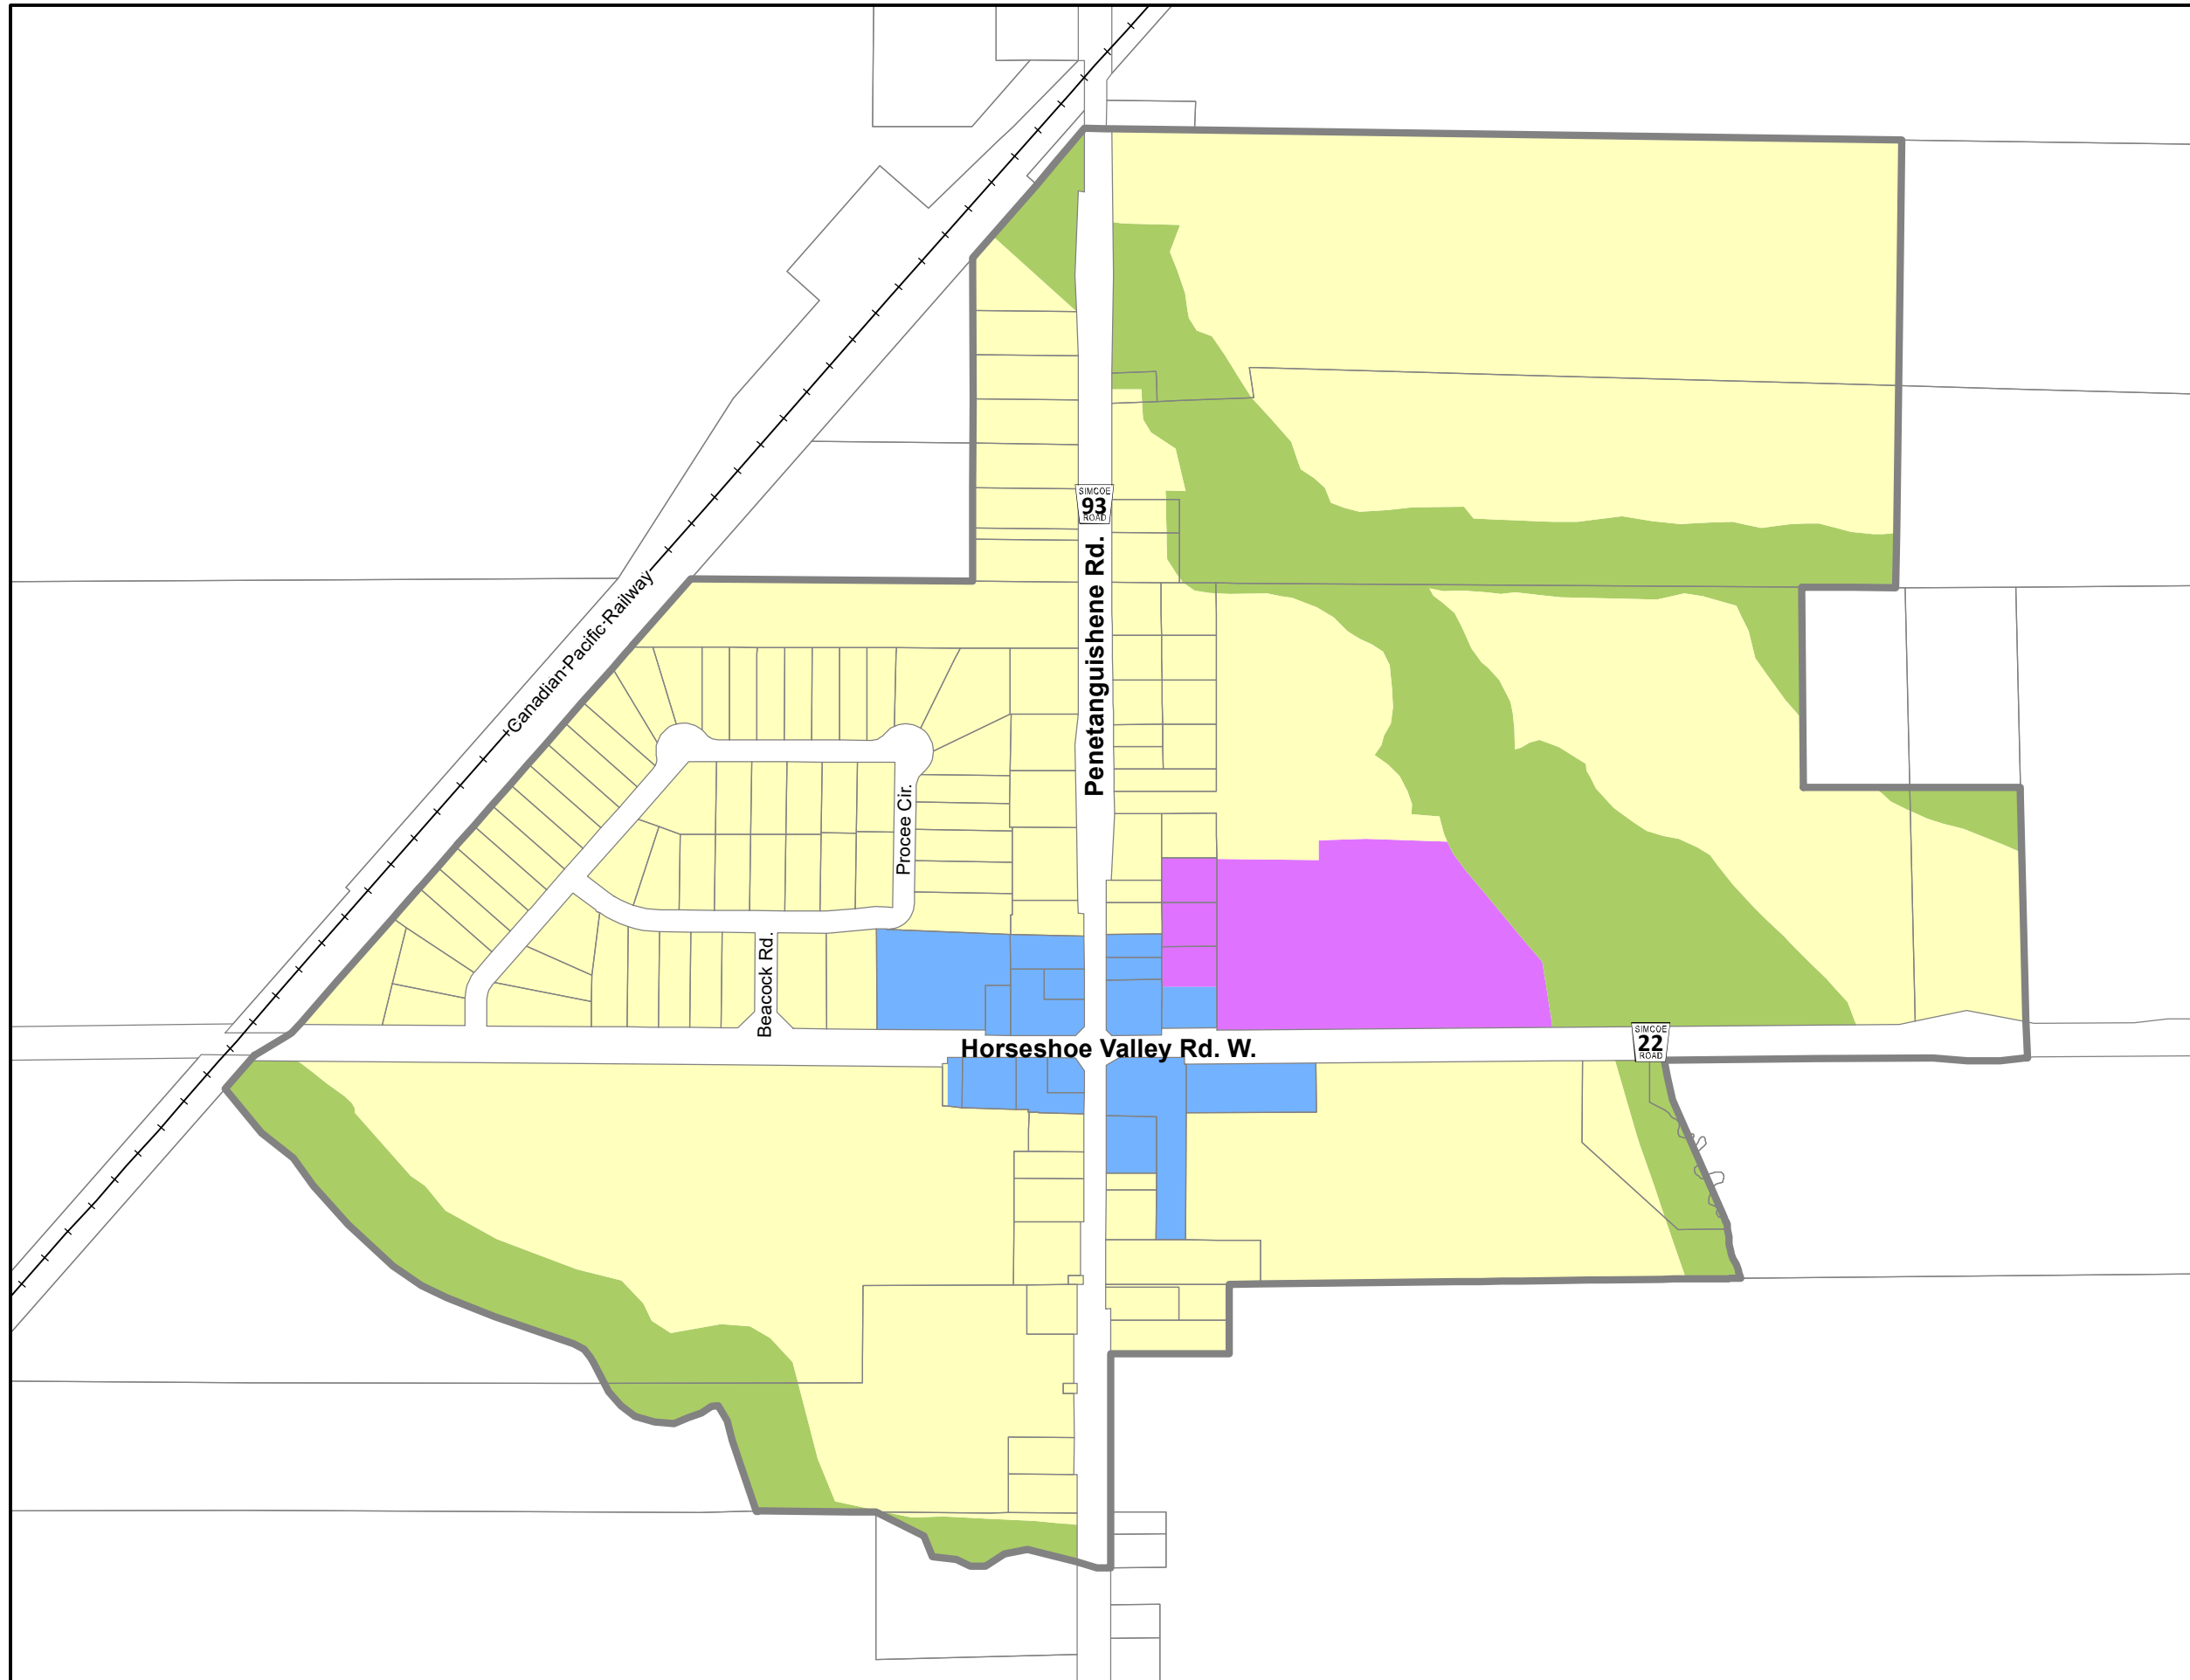 SIMCOE
93
ROAD
Penetanguishene Rd.
Canadian-Pacific-Railway
Procee Cir.
Beacock Rd.
Horseshoe Valley Rd. W.
SIMCOE
22
ROAD